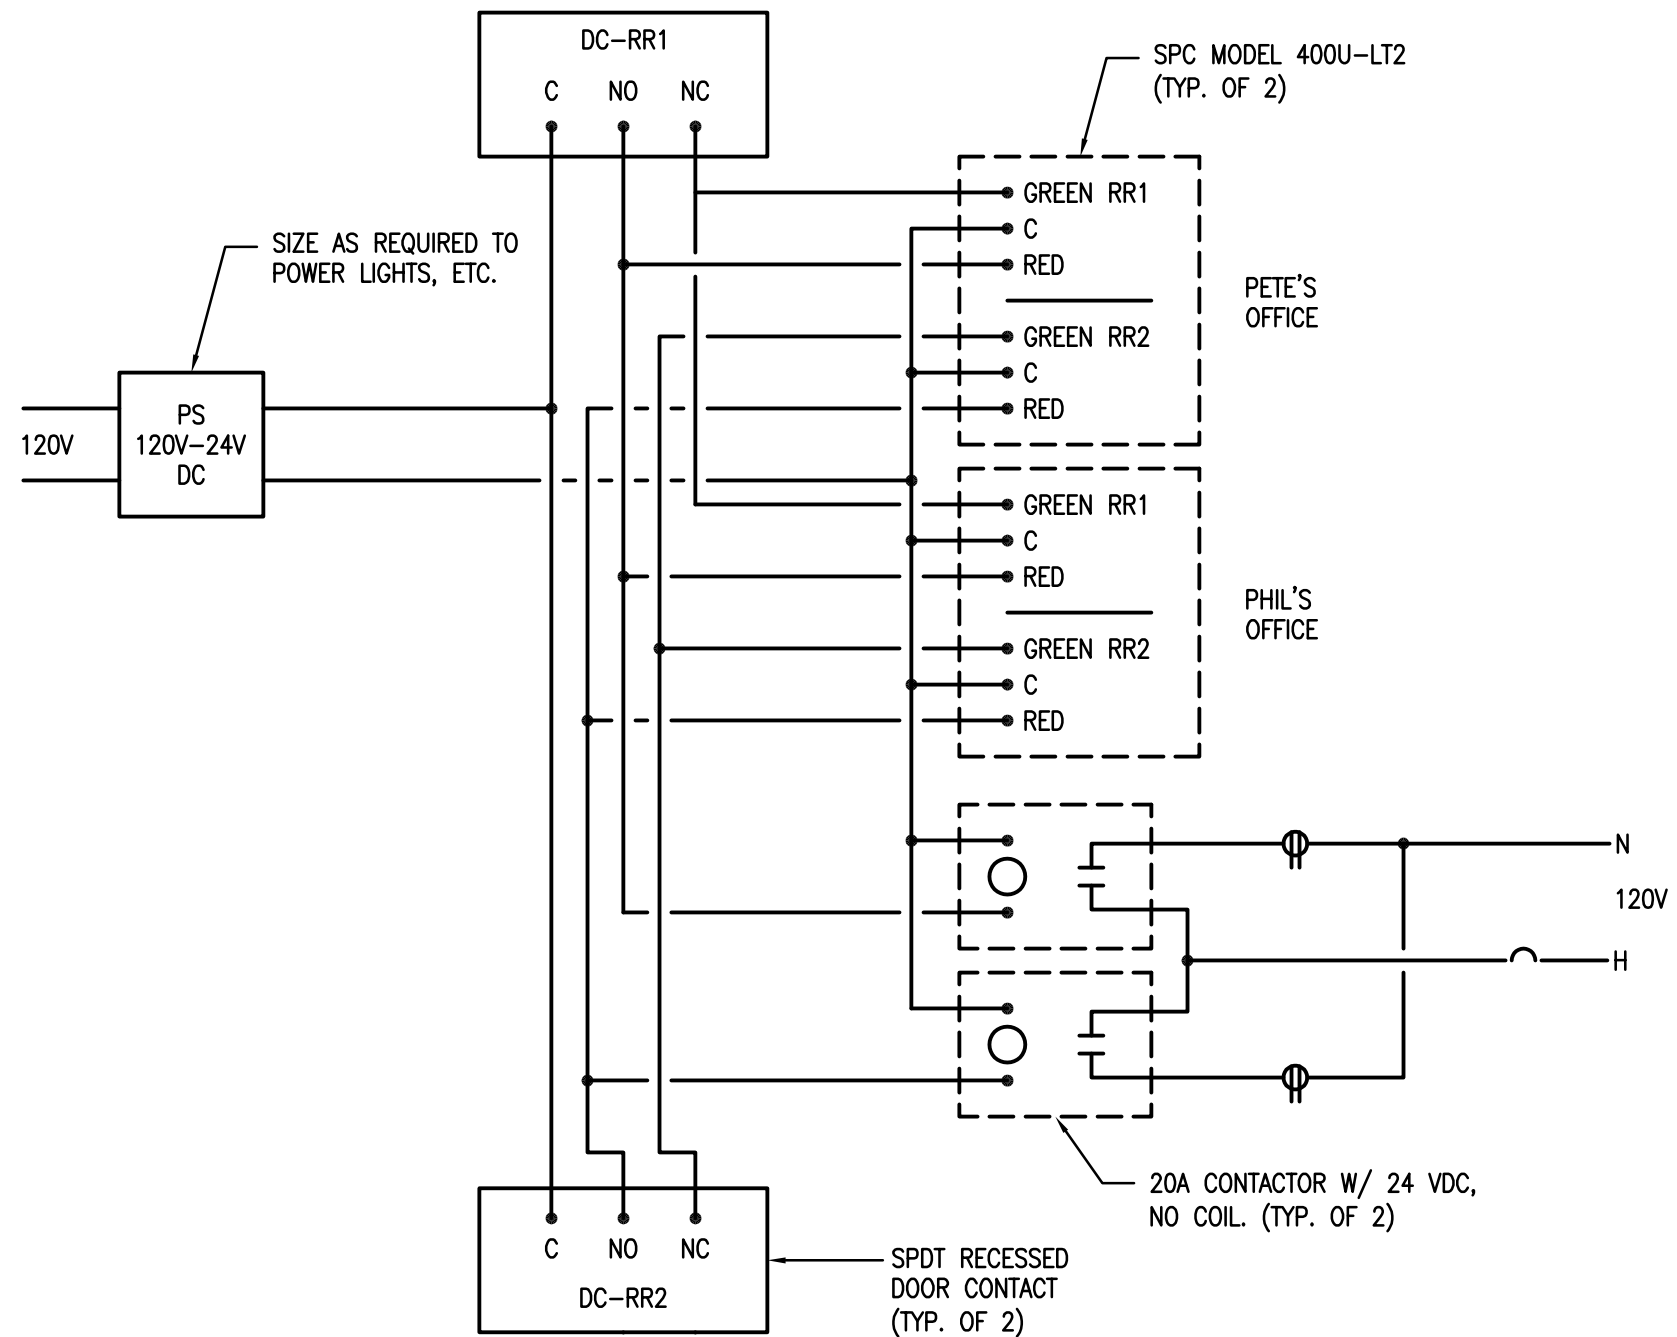 DC-RR1
C NO NC
SPC MODEL 400U-LT2
(TYP. OF 2)
SIZE AS REQUIRED TO
POWER LIGHTS, ETC.
GREEN RR1
C
RED
GREEN RR2
C
RED
PETE'S
OFFICE
120V
PS
120V-24V
DC
GREEN RR1
C
RED
GREEN RR2
C
RED
PHIL'S
OFFICE
N
120V
H
20A CONTACTOR W/ 24 VDC,
NO COIL. (TYP. OF 2)
C NO NC
DC-RR2
SPDT RECESSED
DOOR CONTACT
(TYP. OF 2)